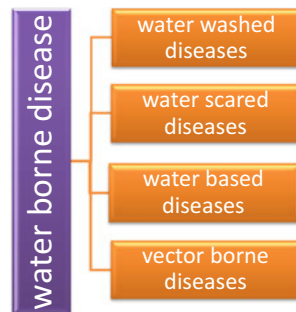 water borne disease
water washed
diseases
water scared
diseases
water based
diseases
vector borne
diseases